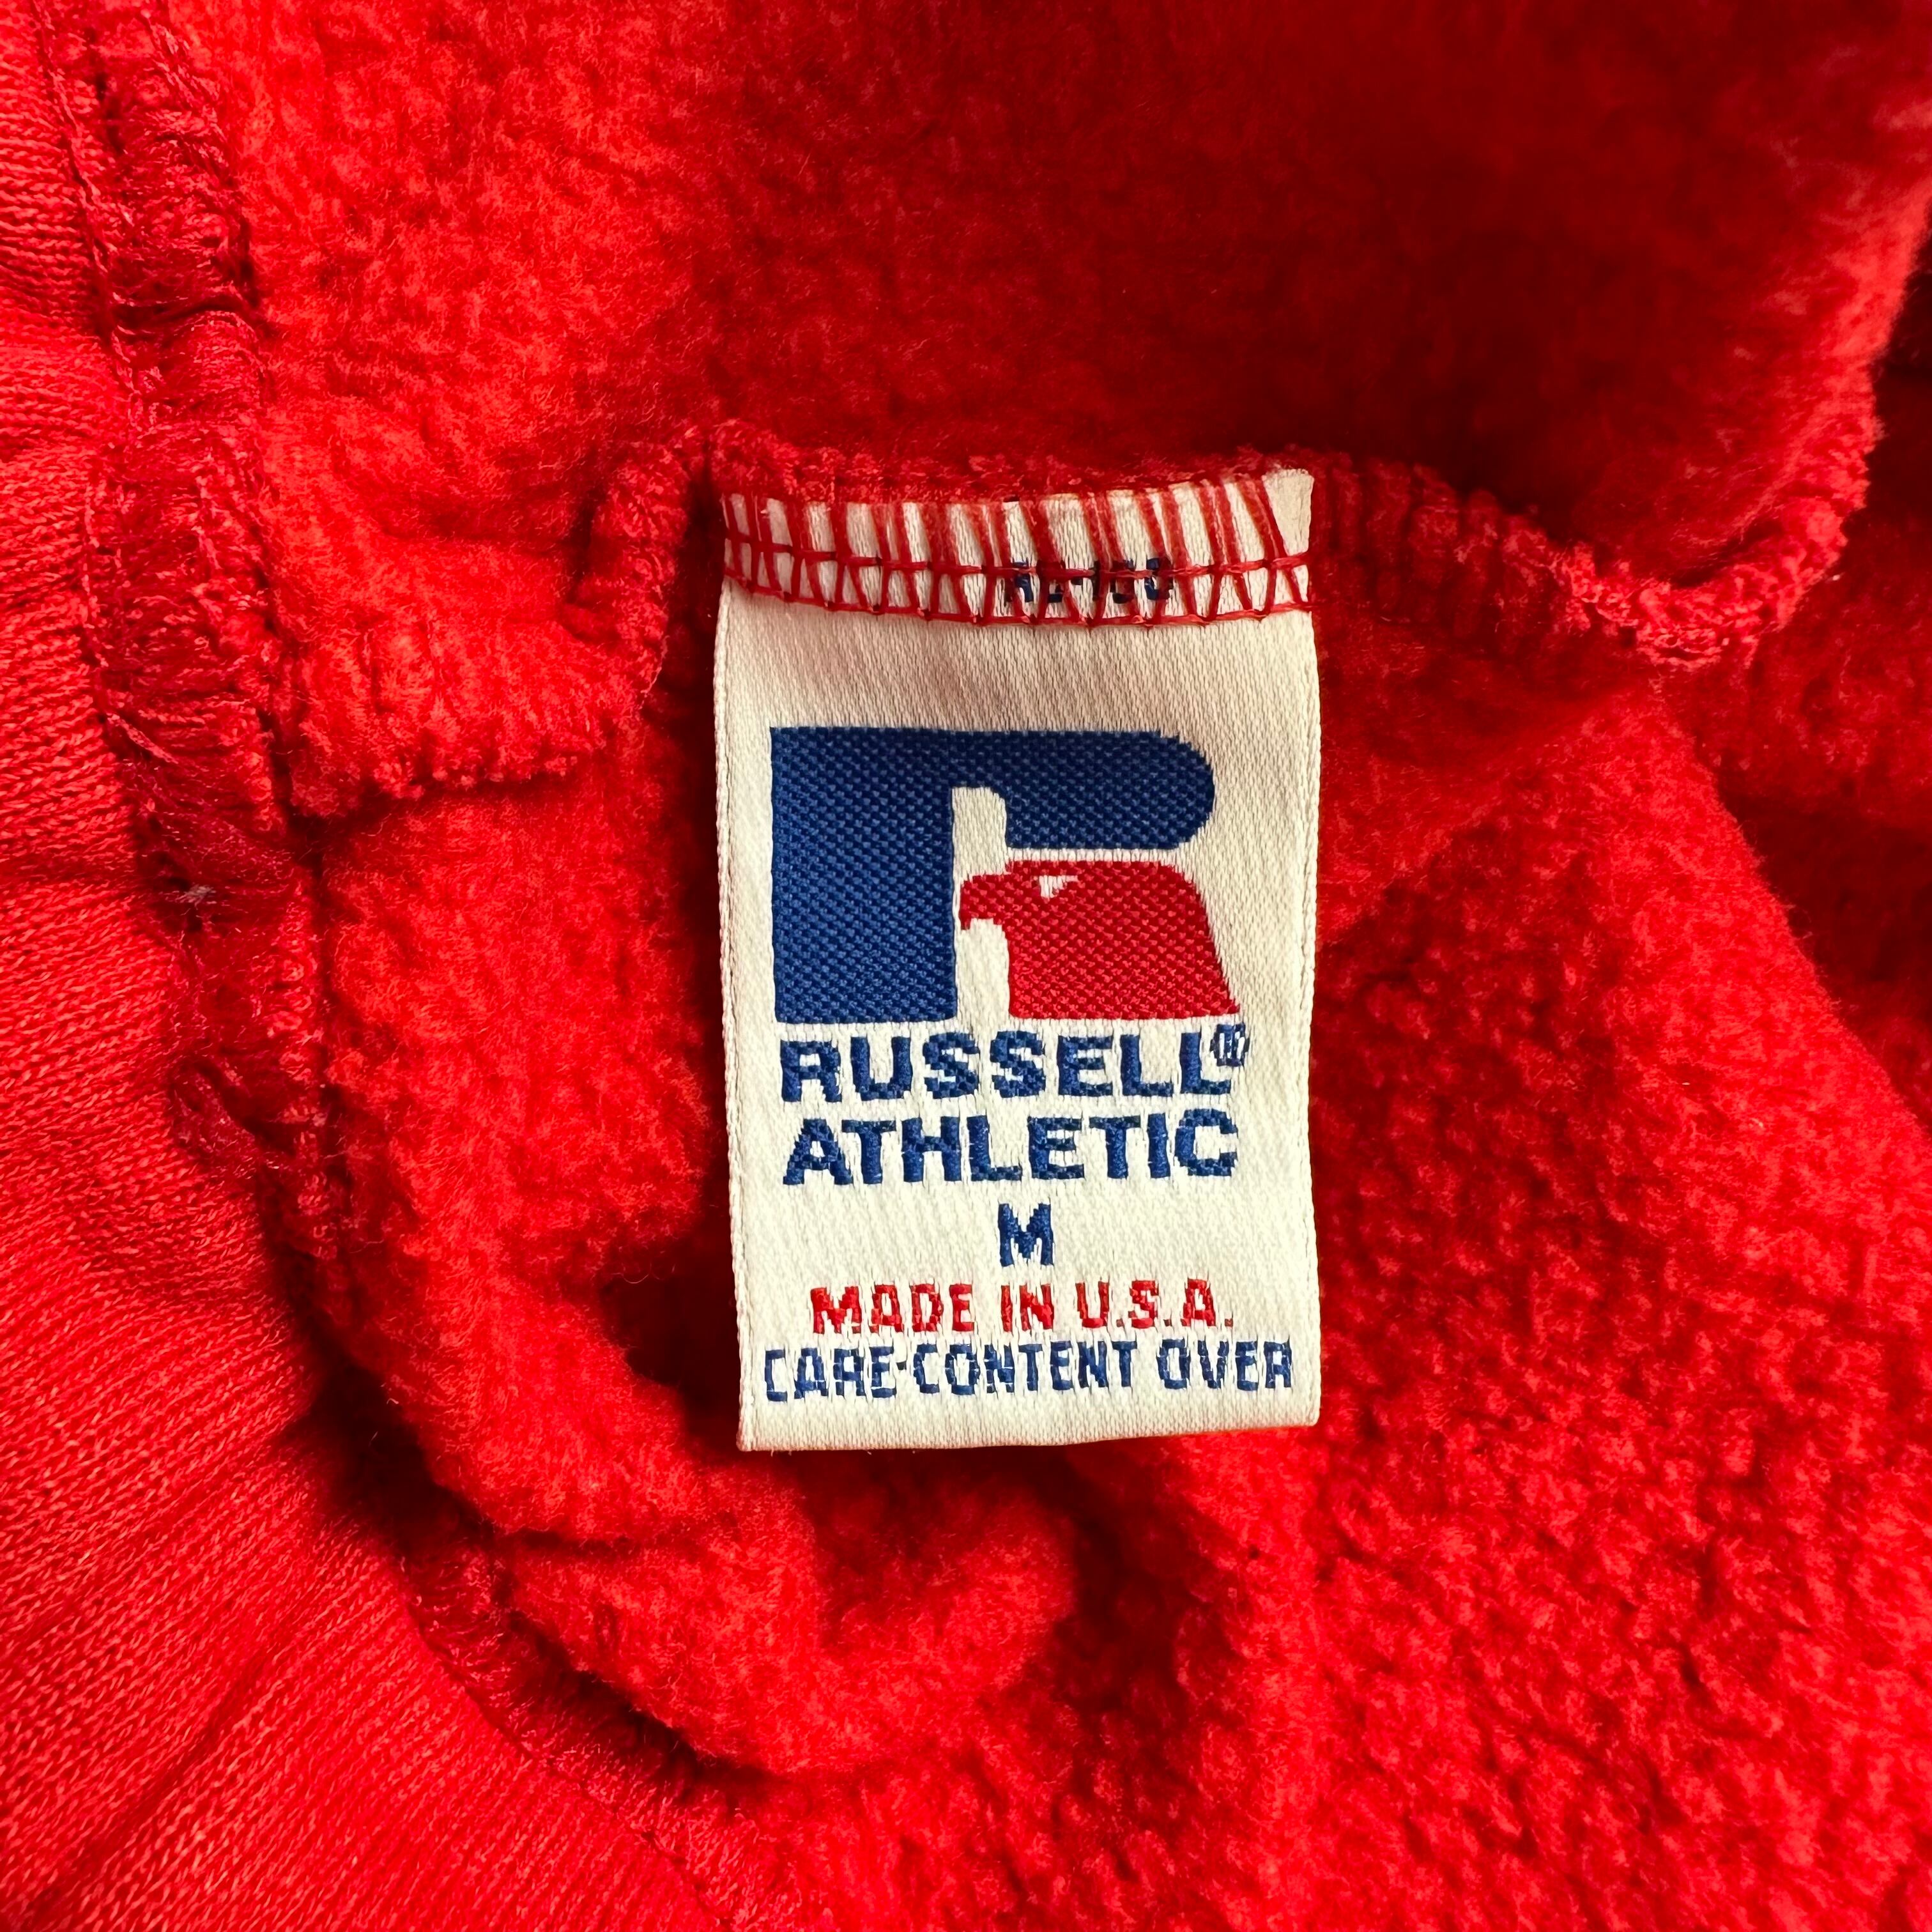 RUSSELL®
ATHLETIC
M
MADE IN U.S.A.
CARE-CONTENT OVER